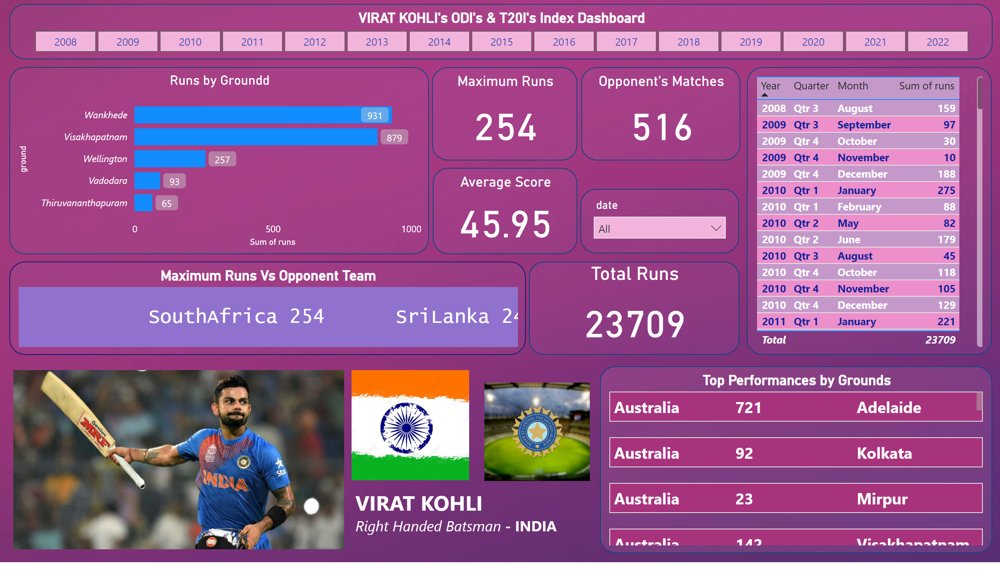 VIRAT KOHLI's ODI's & T20I's Index Dashboard
2008 2009 2010 2011 2012 2013 2014 2015 2016 2017 2018 2019 2020 2021 2022
Runs by Groundd
ground
Wankhede 931
Visakhapatnam 879
Wellington 257
Vadodara 93
Thiruvananthapuram 65
0 500 1000
Sum of runs
Maximum Runs
254
Opponent's Matches
516
Average Score
45.95
date
All
Year Quarter Month Sum of runs
2008 Qtr 3 August 159
2009 Qtr 3 September 97
2009 Qtr 4 October 30
2009 Qtr 4 November 10
2009 Qtr 4 December 188
2010 Qtr 1 January 275
2010 Qtr 1 February 88
2010 Qtr 2 May 82
2010 Qtr 2 June 179
2010 Qtr 3 August 45
2010 Qtr 4 October 118
2010 Qtr 4 November 105
2010 Qtr 4 December 129
2011 Qtr 1 January 221
Total 23709
Maximum Runs Vs Opponent Team
SouthAfrica 254 SriLanka 24
Total Runs
23709
Genius
MRF
INDIA
Star
BOARD OF CONTROL FOR CRICKET IN INDIA
VIRAT KOHLI
Right Handed Batsman - INDIA
Top Performances by Grounds
Australia 721 Adelaide
Australia 92 Kolkata
Australia 23 Mirpur
Australia 142 Visakhapatnam